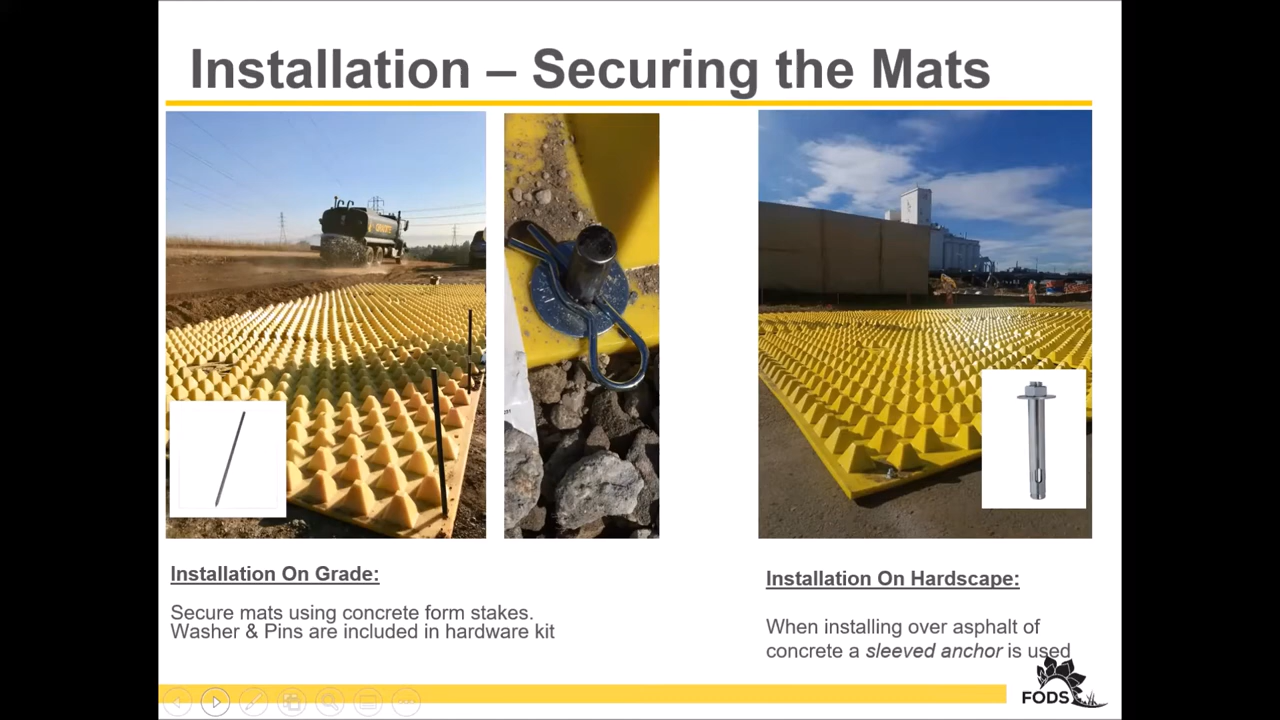 Installation – Securing the Mats
Installation On Grade:
Secure mats using concrete form stakes.
Washer & Pins are included in hardware kit
Installation On Hardscape:
When installing over asphalt of
concrete a sleeved anchor is used
FODS